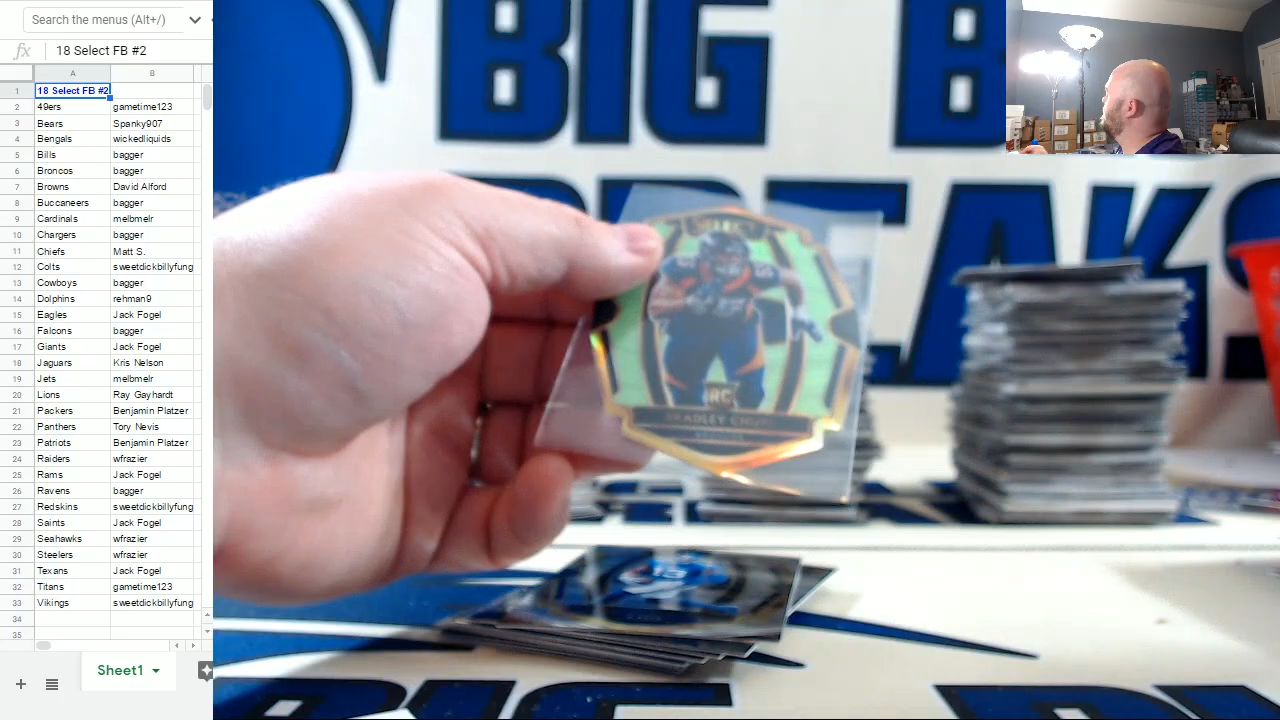 Search the menus (Alt+/)
fx 18 Select FB #2
A B
1 18 Select FB #2
2 49ers gametime123
3 Bears Spanky907
4 Bengals wickedliquids
5 Bills bagger
6 Broncos bagger
7 Browns David Alford
8 Buccaneers bagger
9 Cardinals melbmelr
10 Chargers bagger
11 Chiefs Matt S.
12 Colts sweetdickbillyfung
13 Cowboys bagger
14 Dolphins rehman9
15 Eagles Jack Fogel
16 Falcons bagger
17 Giants Jack Fogel
18 Jaguars Kris Nelson
19 Jets melbmelr
20 Lions Ray Gayhardt
21 Packers Benjamin Platzer
22 Panthers Tory Nevis
23 Patriots Benjamin Platzer
24 Raiders wfrazier
25 Rams Jack Fogel
26 Ravens bagger
27 Redskins sweetdickbillyfung
28 Saints Jack Fogel
29 Seahawks wfrazier
30 Steelers wfrazier
31 Texans Jack Fogel
32 Titans gametime123
33 Vikings sweetdickbillyfung
34
35
Sheet1
BIG B
BREAKS
RC
BRADLEY
BIG